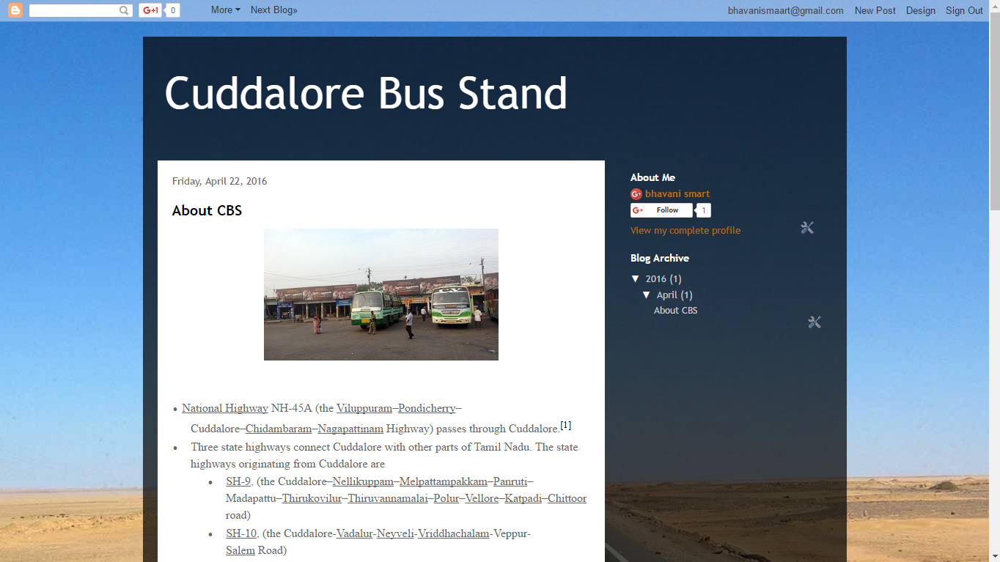 G+1 0 More Next Blog» bhavanismaart@gmail.com New Post Design Sign Out
Cuddalore Bus Stand
Friday, April 22, 2016
About CBS
• National Highway NH-45A (the Viluppuram–Pondicherry–
Cuddalore–Chidambaram–Nagapattinam Highway) passes through Cuddalore.[1]
• Three state highways connect Cuddalore with other parts of Tamil Nadu. The state
highways originating from Cuddalore are
• SH-9, (the Cuddalore–Nellikuppam–Melpattampakkam–Panruti–
Madapattu–Thirukovilur–Thiruvannamalai–Polur–Vellore–Katpadi–Chittoor
road)
• SH-10, (the Cuddalore-Vadalur-Neyveli-Vriddhachalam-Veppur-
Salem Road)
About Me
G+ bhavani smart
G+ Follow 1
View my complete profile
Blog Archive
▼ 2016 (1)
▼ April (1)
About CBS